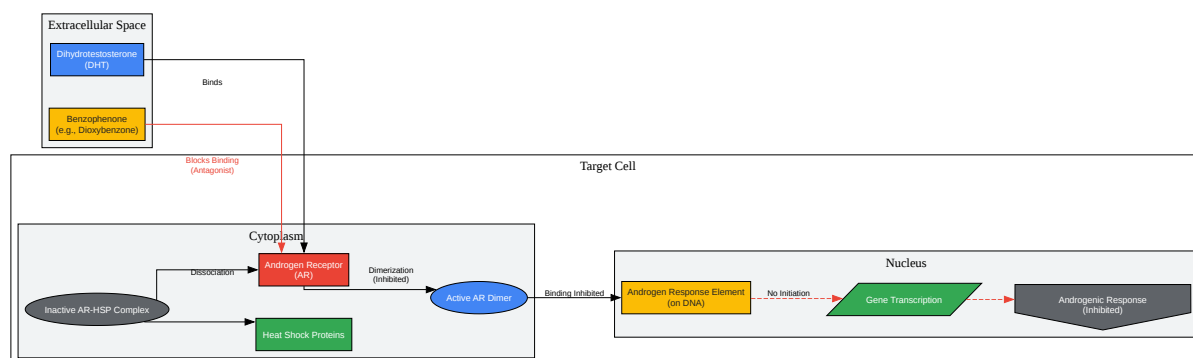 Extracellular Space
Dihydrotestosterone
(DHT)
Binds
Benzophenone
(e.g., Dioxybenzone)
Blocks Binding
(Antagonist)
Target Cell
Cytoplasm
Dissociation
Androgen Receptor
(AR)
Dimerization
(Inhibited)
Inactive AR-HSP Complex
Active AR Dimer
Heat Shock Proteins
Binding Inhibited
Nucleus
Androgen Response Element
(on DNA)
No Initiation
Gene Transcription
Androgenic Response
(Inhibited)